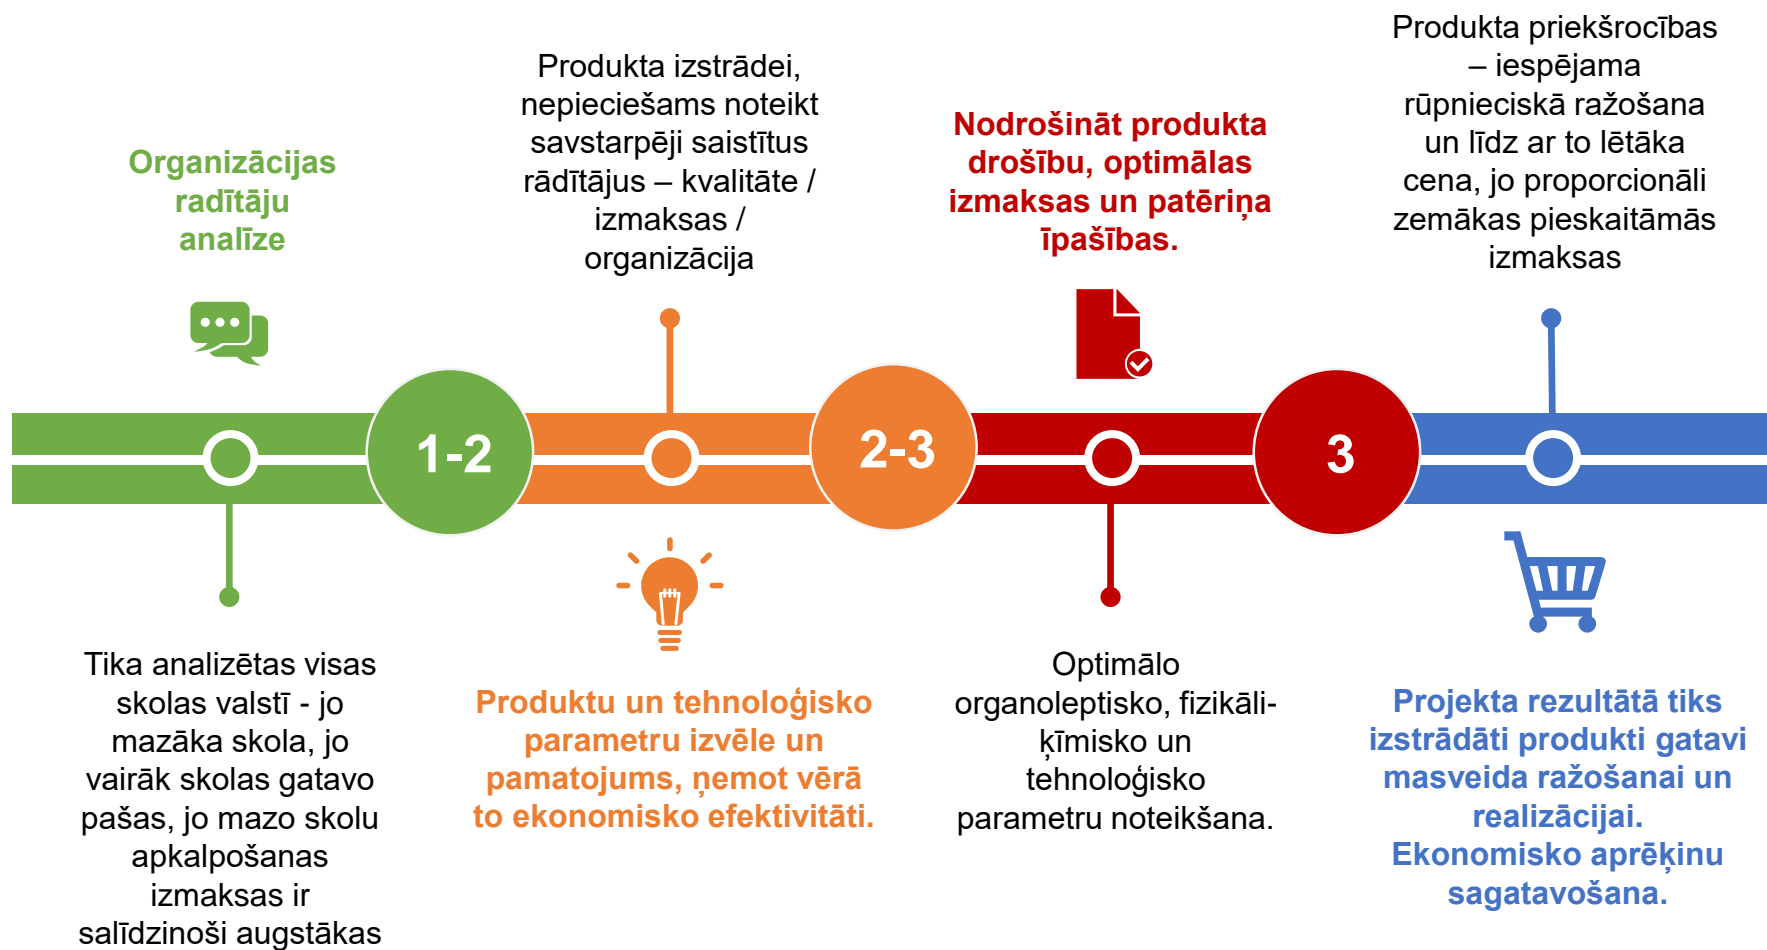 Organizācijas
radītāju
analīze
Tika analizētas visas
skolas valstī - jo
mazāka skola, jo
vairāk skolas gatavo
pašas, jo mazo skolu
apkalpošanas
izmaksas ir
salīdzinoši augstākas
1-2
Produkta izstrādei,
nepieciešams noteikt
savstarpēji saistītus
rādītājus – kvalitāte /
izmaksas /
organizācija
Produktu un tehnoloģisko
parametru izvēle un
pamatojums, ņemot vērā
to ekonomisko efektivitāti.
2-3
Nodrošināt produkta
drošību, optimālas
izmaksas un patēriņa
īpašības.
Optimālo
organoleptisko, fizikāli-
ķīmisko un
tehnoloģisko
parametru noteikšana.
3
Produkta priekšrocības
– iespējama
rūpnieciskā ražošana
un līdz ar to lētāka
cena, jo proporcionāli
zemākas pieskaitāmās
izmaksas
Projekta rezultātā tiks
izstrādāti produkti gatavi
masveida ražošanai un
realizācijai.
Ekonomisko aprēķinu
sagatavošana.